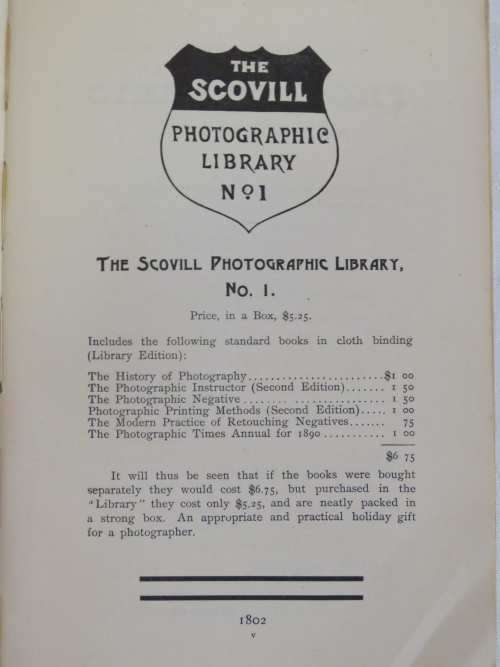 THE
SCOVILL
PHOTOGRAPHIC
LIBRARY
No 1
THE SCOVILL PHOTOGRAPHIC LIBRARY,
No. 1.
Price, in a Box, $5.25.
Includes the following standard books in cloth binding
(Library Edition):
The History of Photography........................$1 00
The Photographic Instructor (Second Edition)....... 1 50
The Photographic Negative ........ ................ 1 50
Photographic Printing Methods (Second Edition)..... 1 00
The Modern Practice of Retouching Negatives....... 75
The Photographic Times Annual for 1890 ........... 1 00
$6 75
It will thus be seen that if the books were bought
separately they would cost $6.75, but purchased in the
"Library" they cost only $5.25, and are neatly packed in
a strong box. An appropriate and practical holiday gift
for a photographer.
1802
v